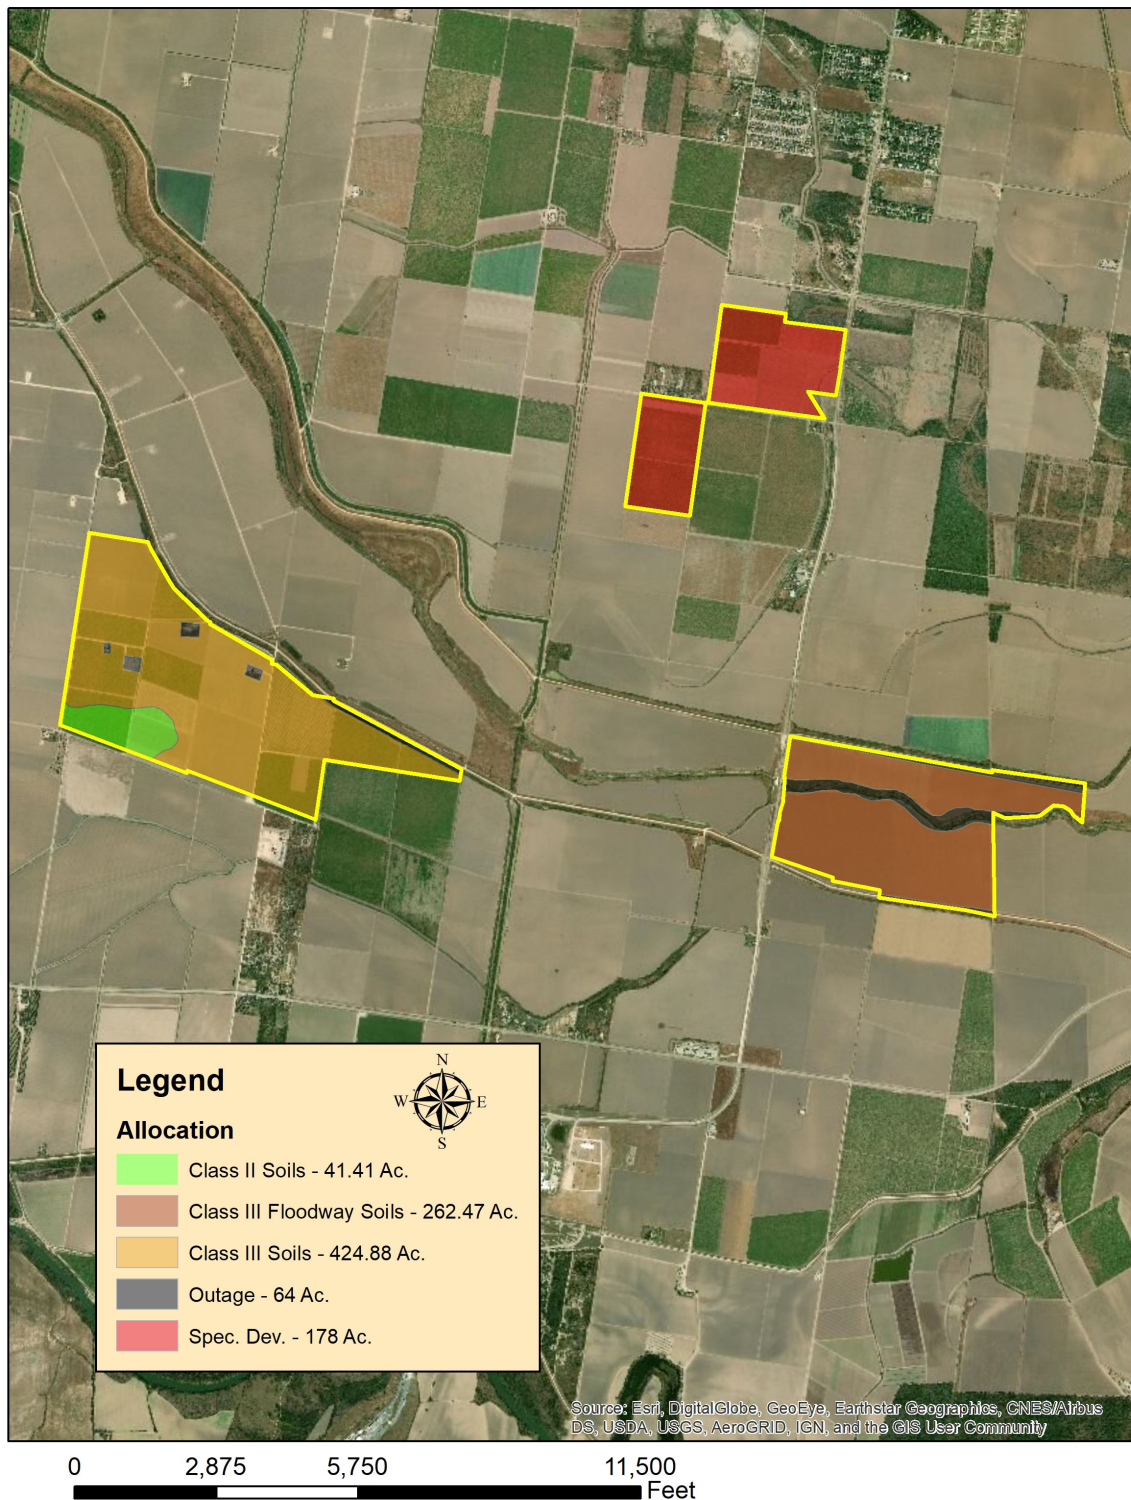 Legend
N
W E
S
Allocation
Class II Soils - 41.41 Ac.
Class III Floodway Soils - 262.47 Ac.
Class III Soils - 424.88 Ac.
Outage - 64 Ac.
Spec. Dev. - 178 Ac.
Source: Esri, DigitalGlobe, GeoEye, Earthstar Geographics, CNES/Airbus
DS, USDA, USGS, AeroGRID, IGN, and the GIS User Community
0 2,875 5,750 11,500
Feet